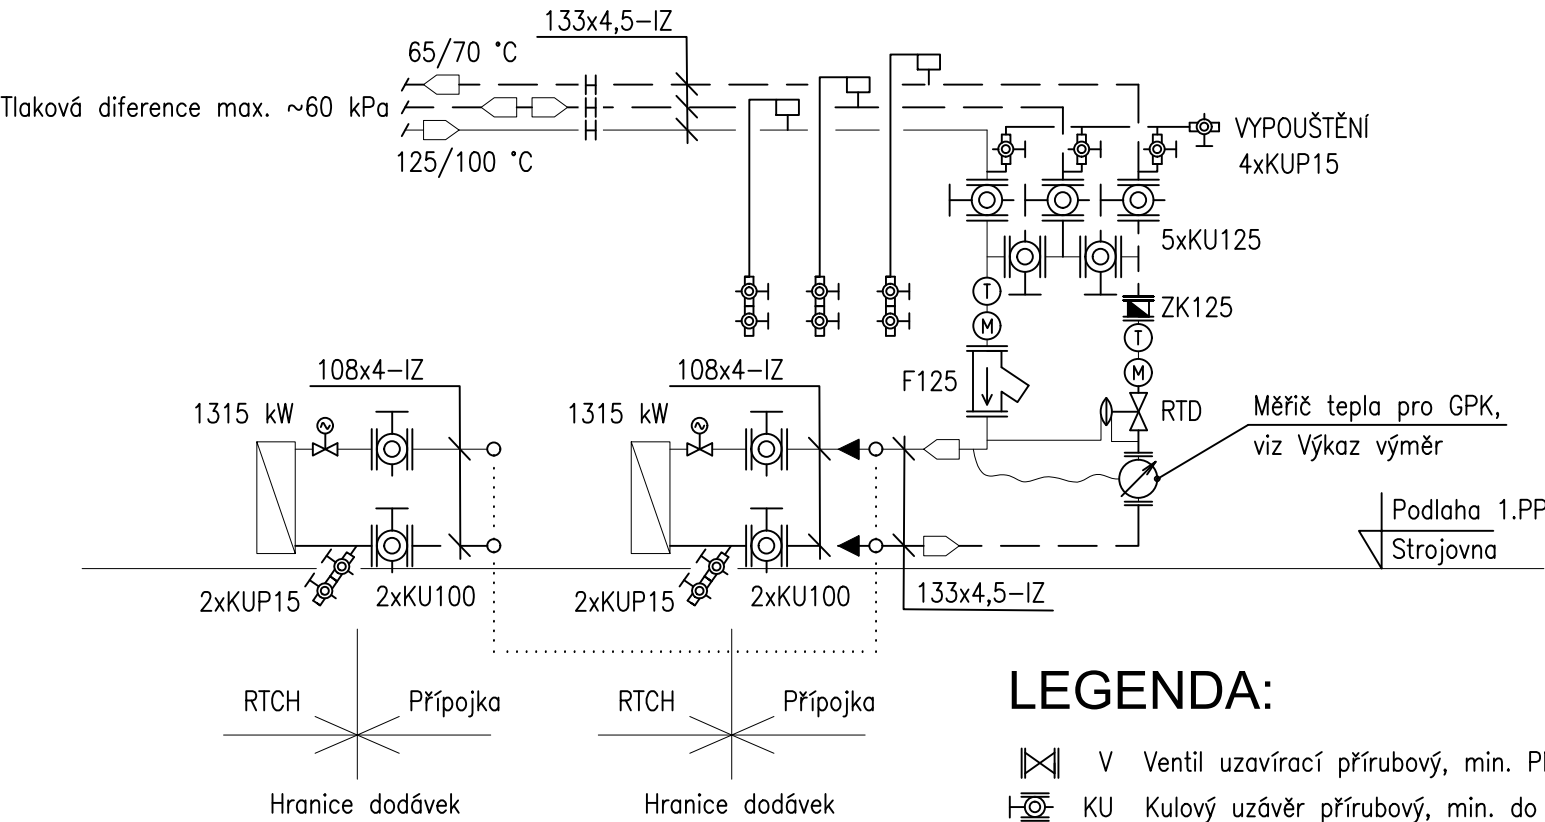 133x4,5-IZ
65/70 °C
Tlaková diference max. ~60 kPa
125/100 °C
VYPOUŠTĚNÍ
4xKUP15
5xKU125
T
ZK125
M
T
108x4-IZ
108x4-IZ
F125
M
1315 kW
1315 kW
RTD
Měřič tepla pro GPK,
viz Výkaz výměr
Podlaha 1.PP
Strojovna
2xKUP15
2xKU100
2xKUP15
2xKU100
133x4,5-IZ
RTCH
Přípojka
RTCH
Přípojka
LEGENDA:
V Ventil uzavírací přírubový, min.
Hranice dodávek
Hranice dodávek
KU Kulový uzávěr přírubový, min. do